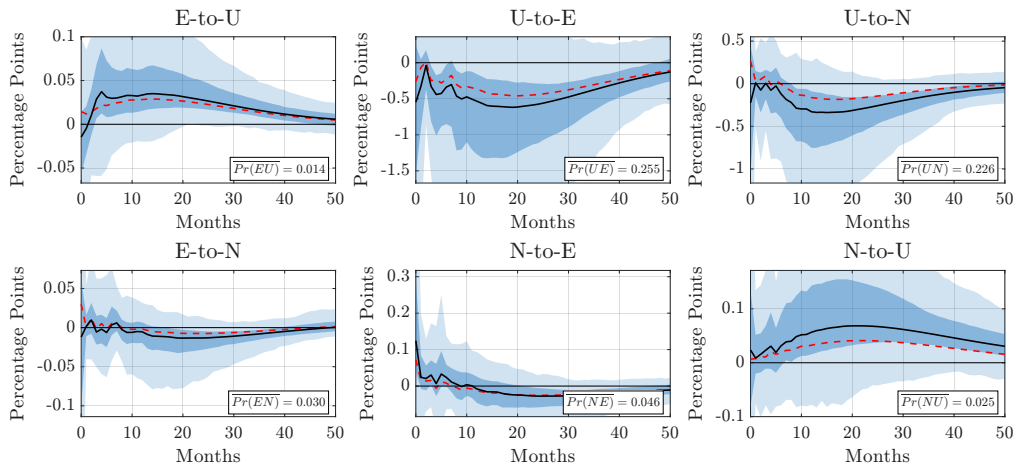 E-to-U
Percentage Points
0.1
0.05
0
-0.05
Pr(EU) = 0.014
0 10 20 30 40 50
Months
U-to-E
Percentage Points
0
-0.5
-1
-1.5
Pr(UE) = 0.255
0 10 20 30 40 50
Months
U-to-N
Percentage Points
0.5
0
-0.5
-1
Pr(UN) = 0.226
0 10 20 30 40 50
Months
E-to-N
Percentage Points
0.05
0
-0.05
-0.1
Pr(EN) = 0.030
0 10 20 30 40 50
Months
N-to-E
Percentage Points
0.3
0.2
0.1
0
Pr(NE) = 0.046
0 10 20 30 40 50
Months
N-to-U
Percentage Points
0.1
0
-0.1
Pr(NU) = 0.025
0 10 20 30 40 50
Months